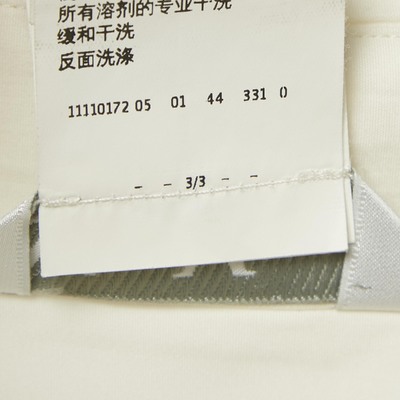 所有溶剂的专业干洗
缓和干洗
反面洗涤
11110172 05 01 44 331 0
- - 3/3 - -